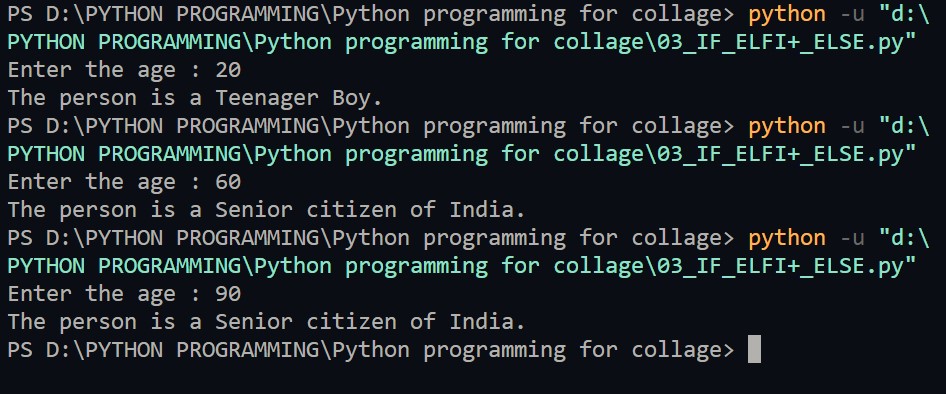 PS D:\PYTHON PROGRAMMING\Python programming for collage> python -u "d:\
PYTHON PROGRAMMING\Python programming for collage\03_IF_ELFI+_ELSE.py"
Enter the age : 20
The person is a Teenager Boy.
PS D:\PYTHON PROGRAMMING\Python programming for collage> python -u "d:\
PYTHON PROGRAMMING\Python programming for collage\03_IF_ELFI+_ELSE.py"
Enter the age : 60
The person is a Senior citizen of India.
PS D:\PYTHON PROGRAMMING\Python programming for collage> python -u "d:\
PYTHON PROGRAMMING\Python programming for collage\03_IF_ELFI+_ELSE.py"
Enter the age : 90
The person is a Senior citizen of India.
PS D:\PYTHON PROGRAMMING\Python programming for collage>